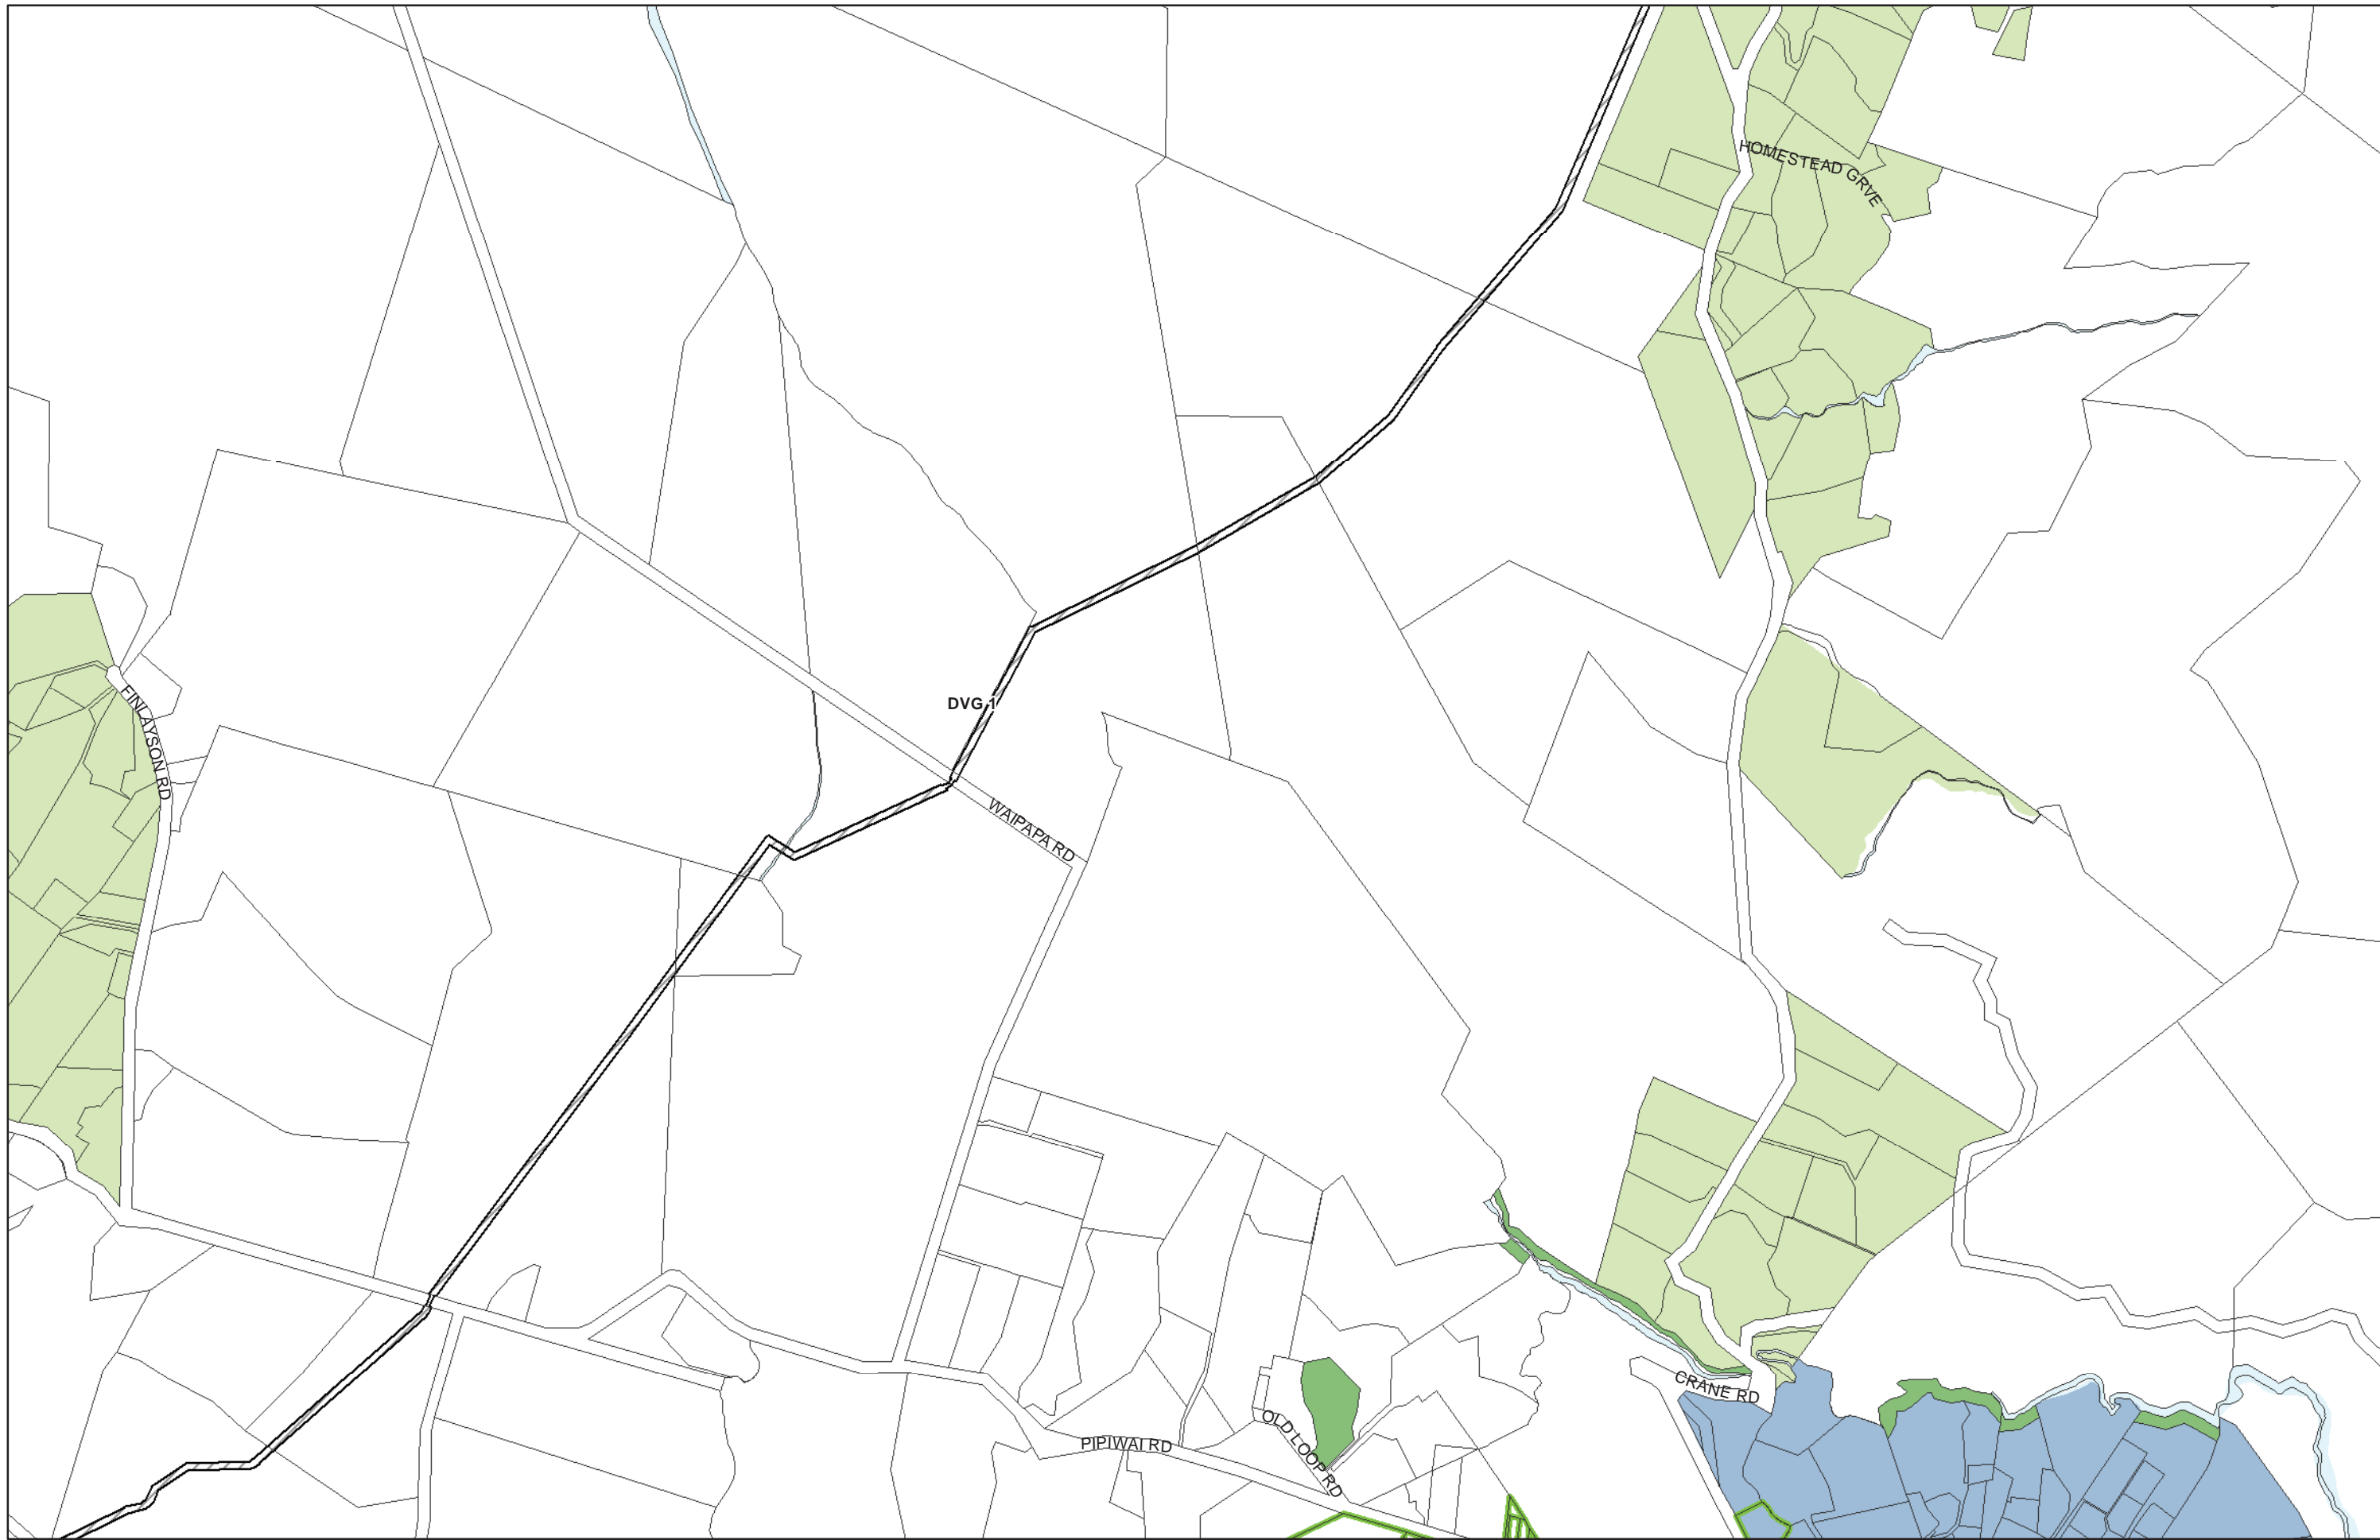 HOMESTEAD GRVE
FINLAYSON RD
DVG 1
WAIPAPA RD
CRANE RD
OLD LOOP RD
PIPIWAI RD